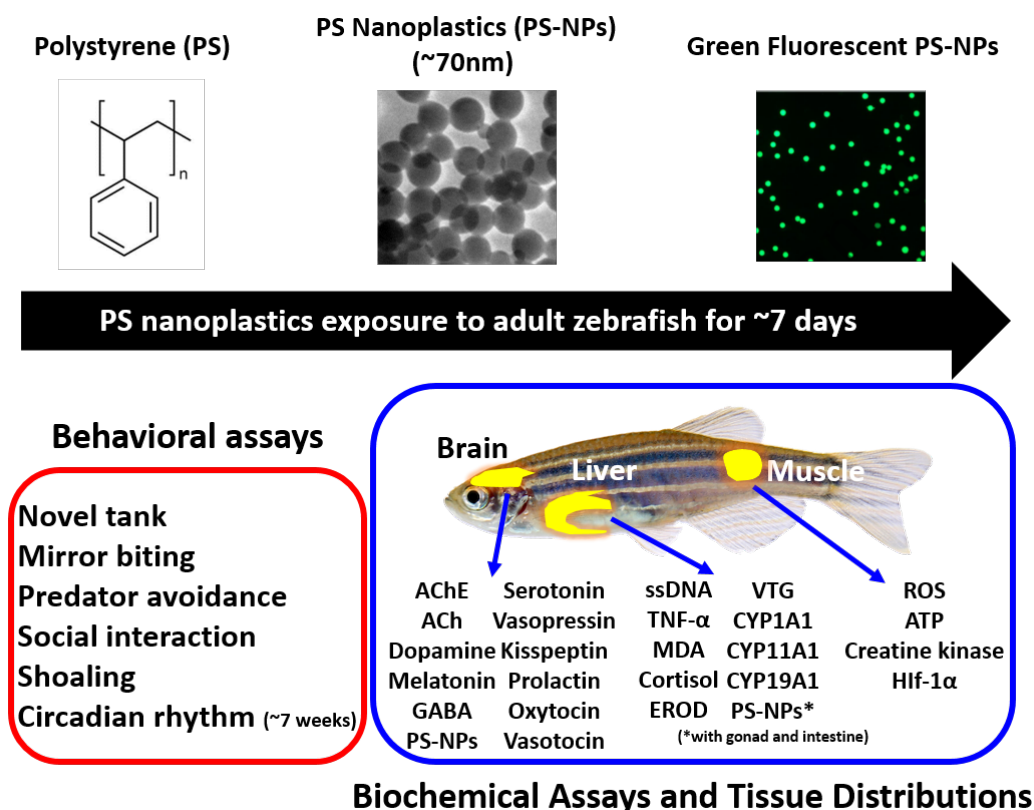 Polystyrene (PS)
PS Nanoplastics (PS-NPs)
(~70nm)
Green Fluorescent PS-NPs
n
PS nanoplastics exposure to adult zebrafish for ~7 days
Behavioral assays
Novel tank
Mirror biting
Predator avoidance
Social interaction
Shoaling
Circadian rhythm (~7 weeks)
Brain
Liver
Muscle
AChE Serotonin ssDNA VTG ROS
ACh Vasopressin TNF-α CYP1A1 ATP
Dopamine Kisspeptin MDA CYP11A1 Creatine kinase
Melatonin Prolactin Cortisol CYP19A1 HIf-1α
GABA Oxytocin EROD PS-NPs*
PS-NPs Vasotocin (*with gonad and intestine)
Biochemical Assays and Tissue Distributions